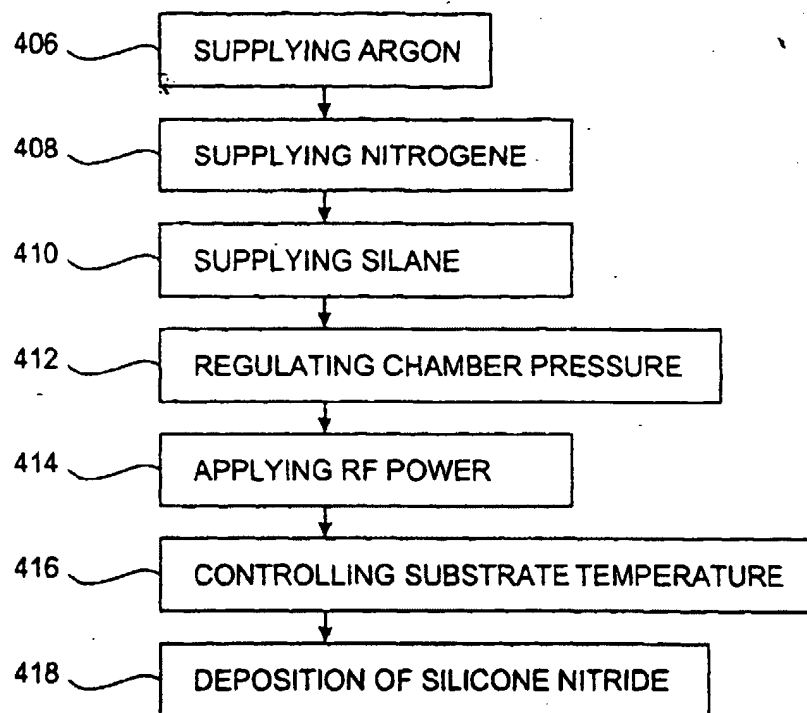 406 SUPPLYING ARGON
408 SUPPLYING NITROGENE
410 SUPPLYING SILANE
412 REGULATING CHAMBER PRESSURE
414 APPLYING RF POWER
416 CONTROLLING SUBSTRATE TEMPERATURE
418 DEPOSITION OF SILICONE NITRIDE